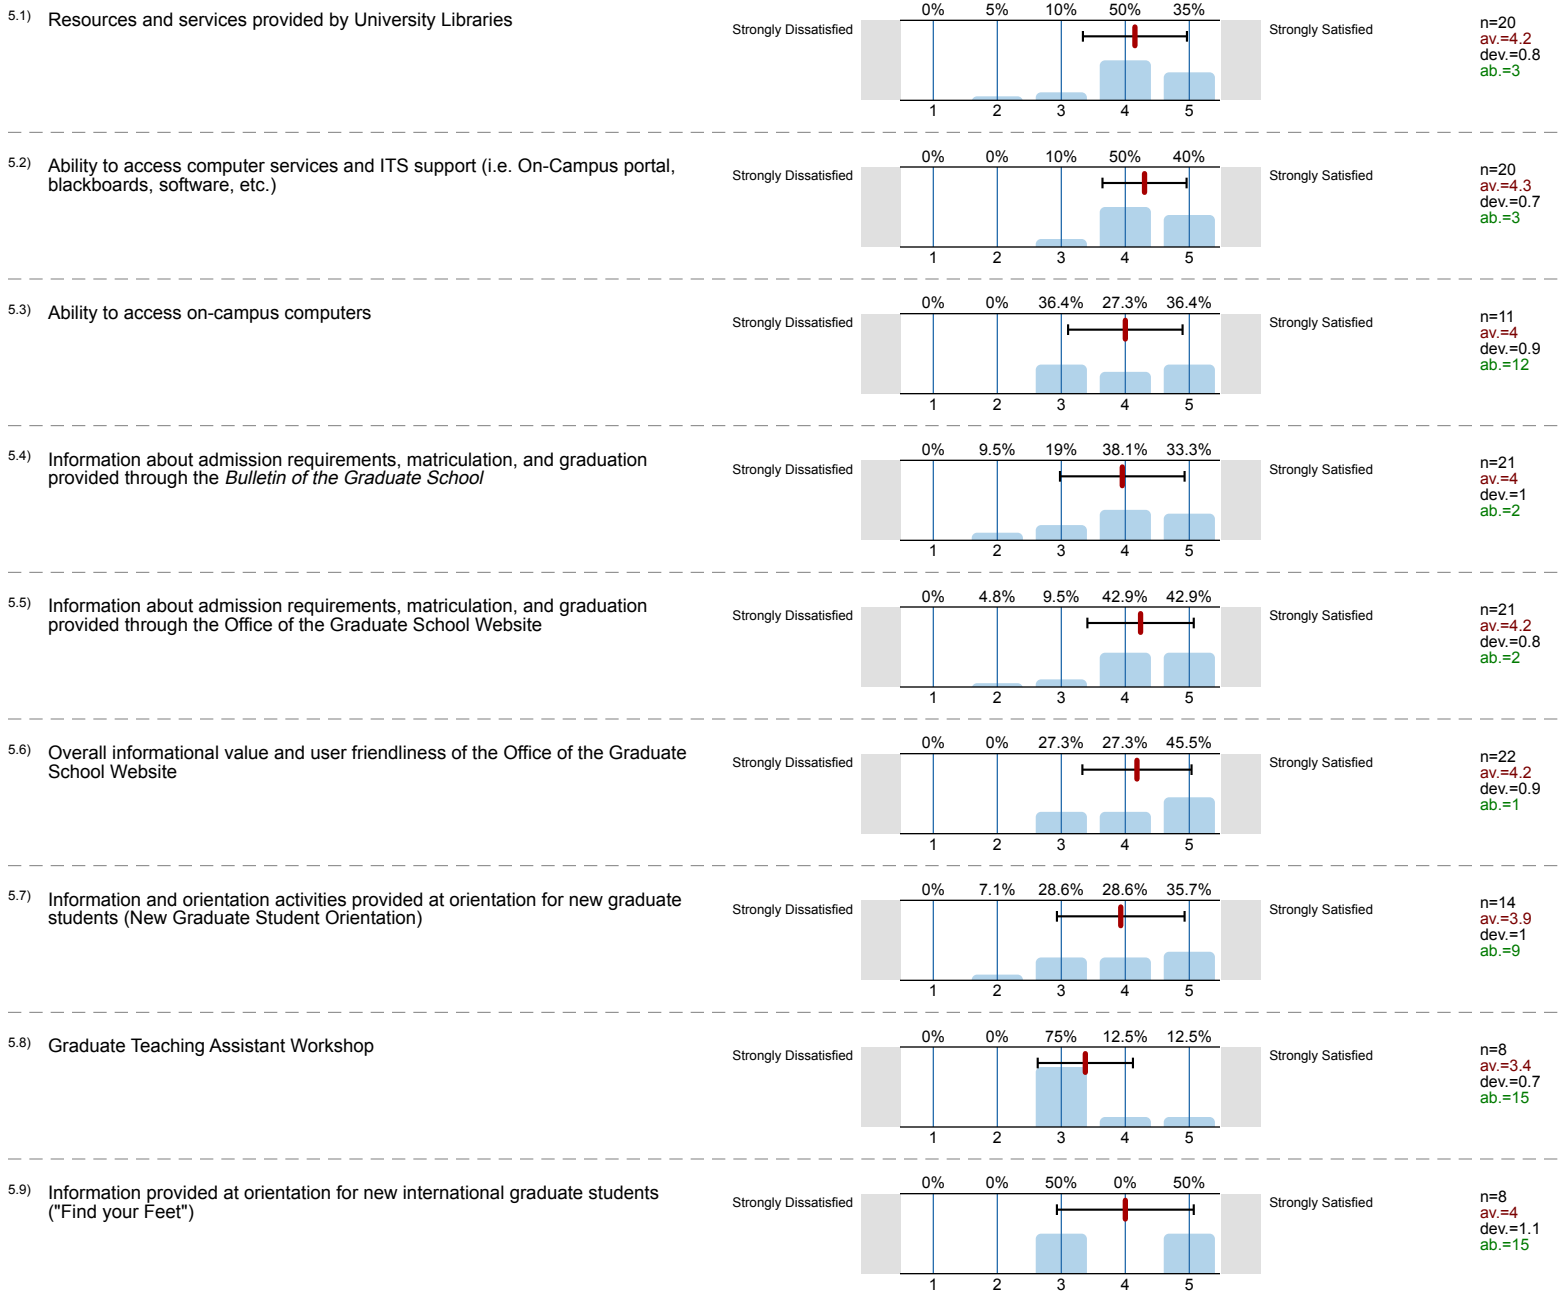 5.1) Resources and services provided by University Libraries
Strongly Dissatisfied
0% 5% 10% 50% 35%
1 2 3 4 5
Strongly Satisfied
n=20
av.=4.2
dev.=0.8
ab.=3
5.2) Ability to access computer services and ITS support (i.e. On-Campus portal,
blackboards, software, etc.)
Strongly Dissatisfied
0% 0% 10% 50% 40%
1 2 3 4 5
Strongly Satisfied
n=20
av.=4.3
dev.=0.7
ab.=3
5.3) Ability to access on-campus computers
Strongly Dissatisfied
0% 0% 36.4% 27.3% 36.4%
1 2 3 4 5
Strongly Satisfied
n=11
av.=4
dev.=0.9
ab.=12
5.4) Information about admission requirements, matriculation, and graduation
provided through the Bulletin of the Graduate School
Strongly Dissatisfied
0% 9.5% 19% 38.1% 33.3%
1 2 3 4 5
Strongly Satisfied
n=21
av.=4
dev.=1
ab.=2
5.5) Information about admission requirements, matriculation, and graduation
provided through the Office of the Graduate School Website
Strongly Dissatisfied
0% 4.8% 9.5% 42.9% 42.9%
1 2 3 4 5
Strongly Satisfied
n=21
av.=4.2
dev.=0.8
ab.=2
5.6) Overall informational value and user friendliness of the Office of the Graduate
School Website
Strongly Dissatisfied
0% 0% 27.3% 27.3% 45.5%
1 2 3 4 5
Strongly Satisfied
n=22
av.=4.2
dev.=0.9
ab.=1
5.7) Information and orientation activities provided at orientation for new graduate
students (New Graduate Student Orientation)
Strongly Dissatisfied
0% 7.1% 28.6% 28.6% 35.7%
1 2 3 4 5
Strongly Satisfied
n=14
av.=3.9
dev.=1
ab.=9
5.8) Graduate Teaching Assistant Workshop
Strongly Dissatisfied
0% 0% 75% 12.5% 12.5%
1 2 3 4 5
Strongly Satisfied
n=8
av.=3.4
dev.=0.7
ab.=15
5.9) Information provided at orientation for new international graduate students
("Find your Feet")
Strongly Dissatisfied
0% 0% 50% 0% 50%
1 2 3 4 5
Strongly Satisfied
n=8
av.=4
dev.=1.1
ab.=15